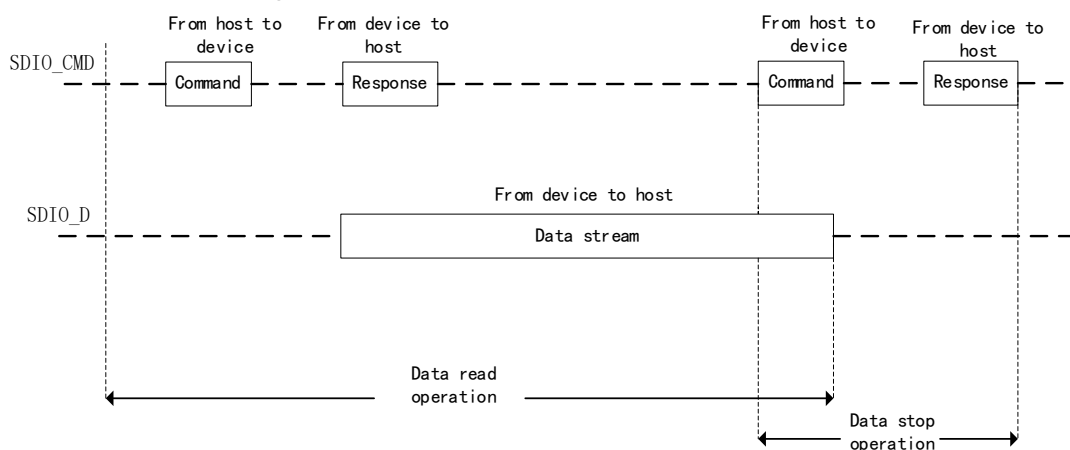 From host to
device
From device to
host
From host to
device
From device to
host
SDIO_CMD
Command
Response
Command
Response
From device to host
SDIO_D
Data stream
Data read
operation
Data stop
operation